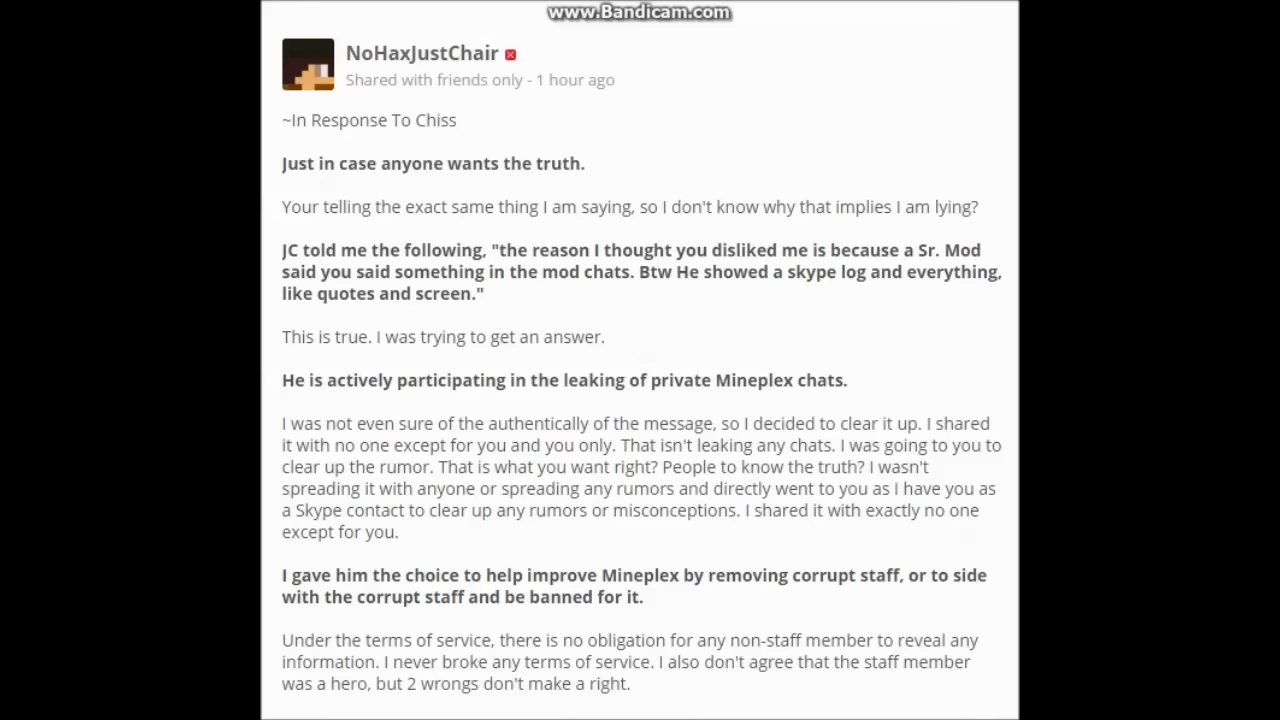 www.Bandicam.com
NoHaxJustChair
Shared with friends only - 1 hour ago
~In Response To Chiss
Just in case anyone wants the truth.
Your telling the exact same thing I am saying, so I don't know why that implies I am lying?
JC told me the following, "the reason I thought you disliked me is because a Sr. Mod
said you said something in the mod chats. Btw He showed a skype log and everything,
like quotes and screen."
This is true. I was trying to get an answer.
He is actively participating in the leaking of private Mineplex chats.
I was not even sure of the authentically of the message, so I decided to clear it up. I shared
it with no one except for you and you only. That isn't leaking any chats. I was going to you to
clear up the rumor. That is what you want right? People to know the truth? I wasn't
spreading it with anyone or spreading any rumors and directly went to you as I have you as
a Skype contact to clear up any rumors or misconceptions. I shared it with exactly no one
except for you.
I gave him the choice to help improve Mineplex by removing corrupt staff, or to side
with the corrupt staff and be banned for it.
Under the terms of service, there is no obligation for any non-staff member to reveal any
information. I never broke any terms of service. I also don't agree that the staff member
was a hero, but 2 wrongs don't make a right.